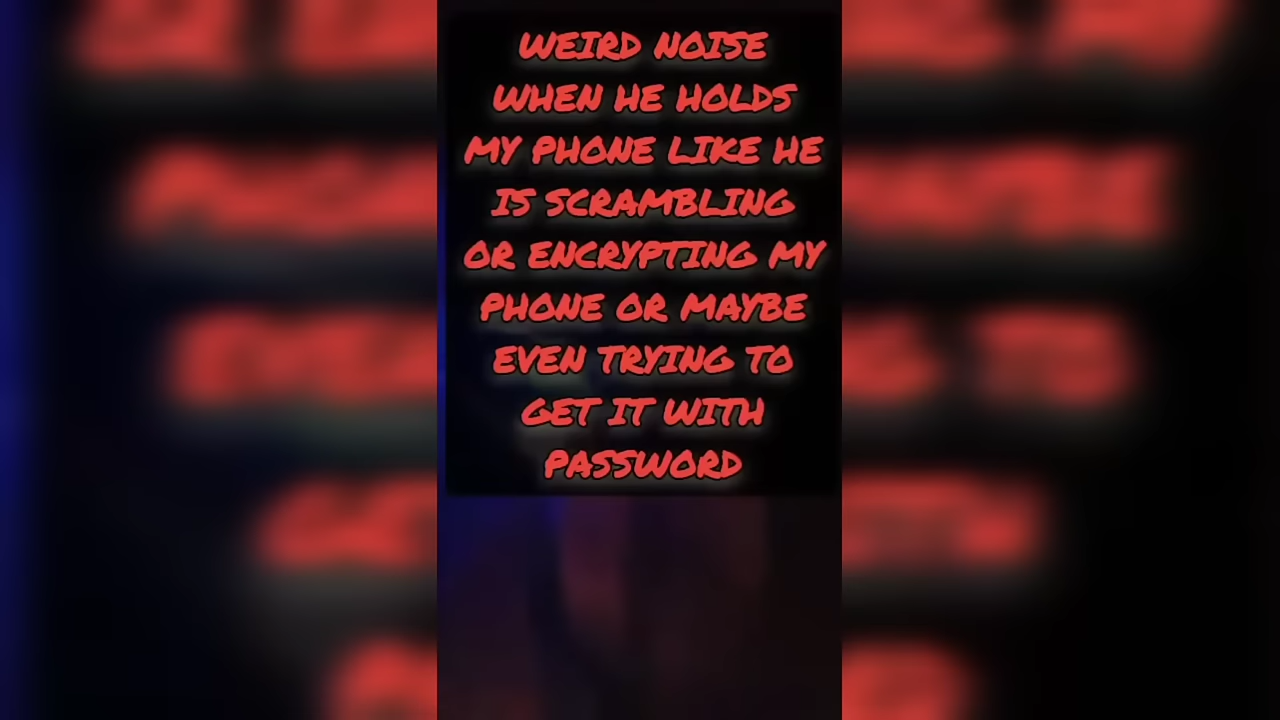 WEIRD NOISE
WHEN HE HOLDS
MY PHONE LIKE HE
IS SCRAMBLING
OR ENCRYPTING MY
PHONE OR MAYBE
EVEN TRYING TO
GET IT WITH
PASSWORD